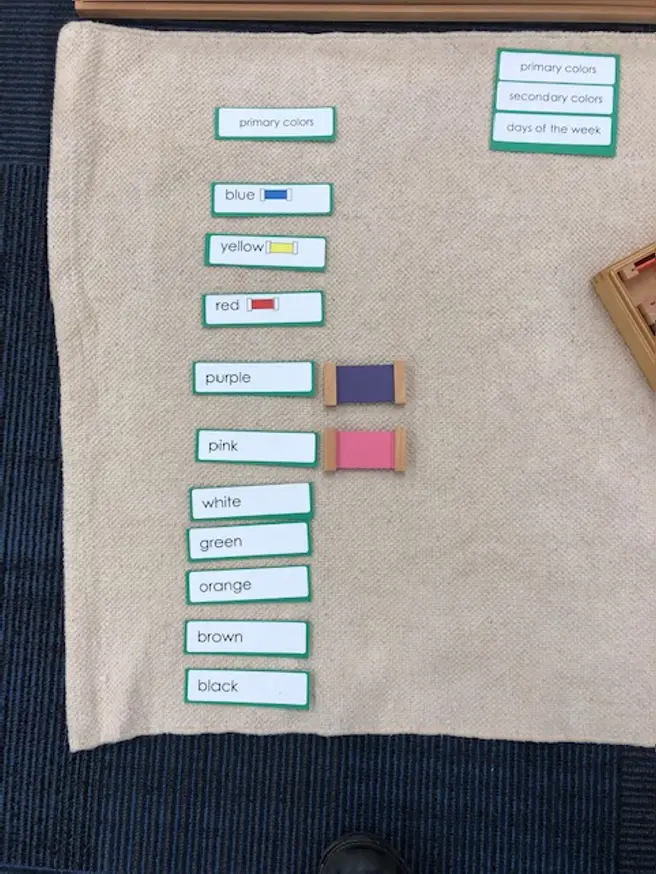 primary colors
blue
yellow
red
purple
pink
white
green
orange
brown
black
primary colors
secondary colors
days of the week